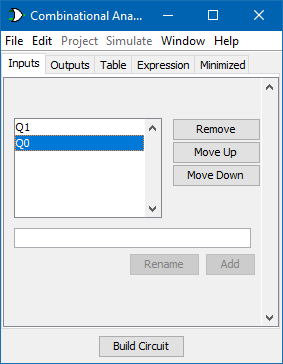 Combinational Ana...
File Edit Project Simulate Window Help
Inputs Outputs Table Expression Minimized
Q1
Q0
Remove
Move Up
Move Down
Rename Add
Build Circuit